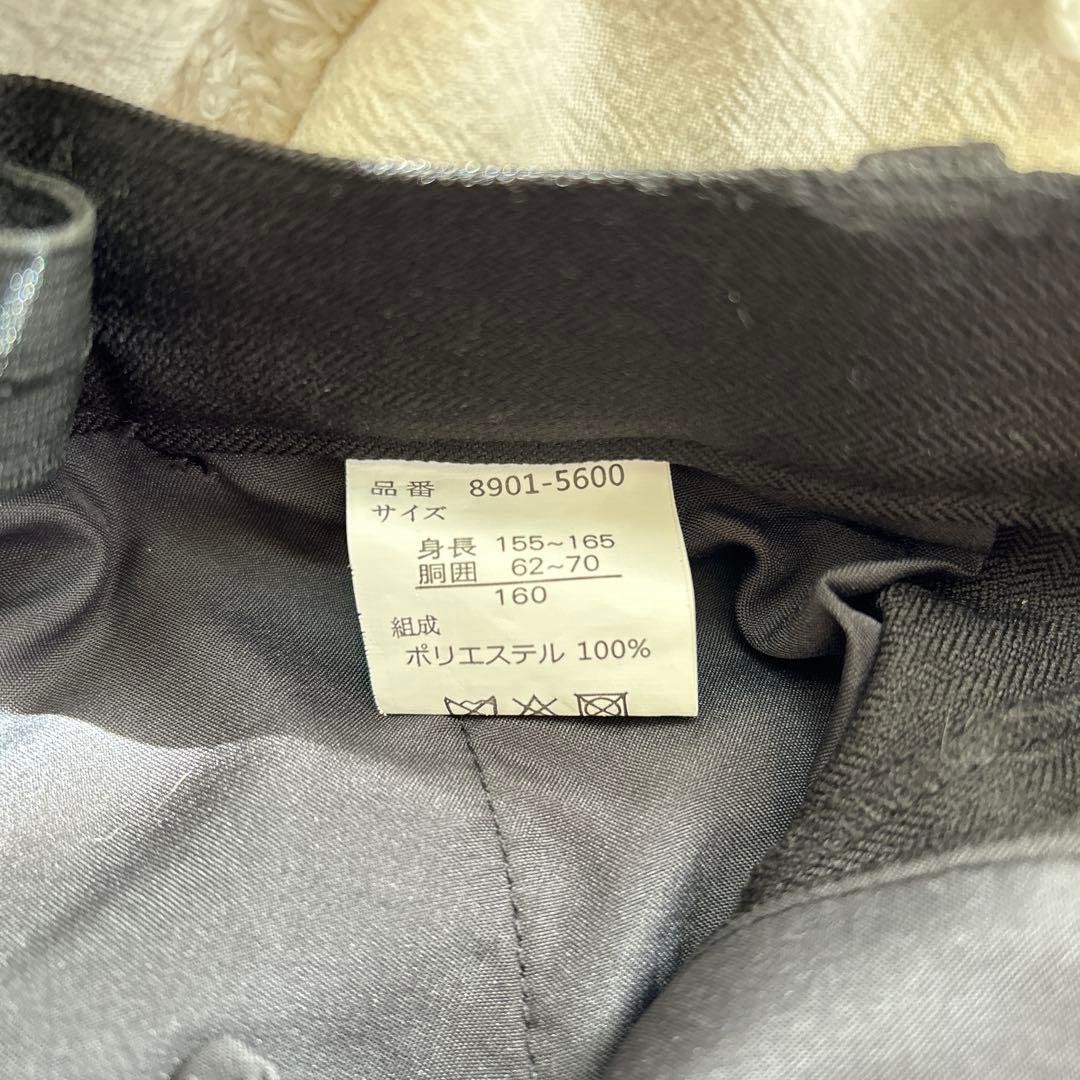 品番 8901-5600
サイズ
身長 155~165
胴囲 62~70
160
組成
ポリエステル 100%